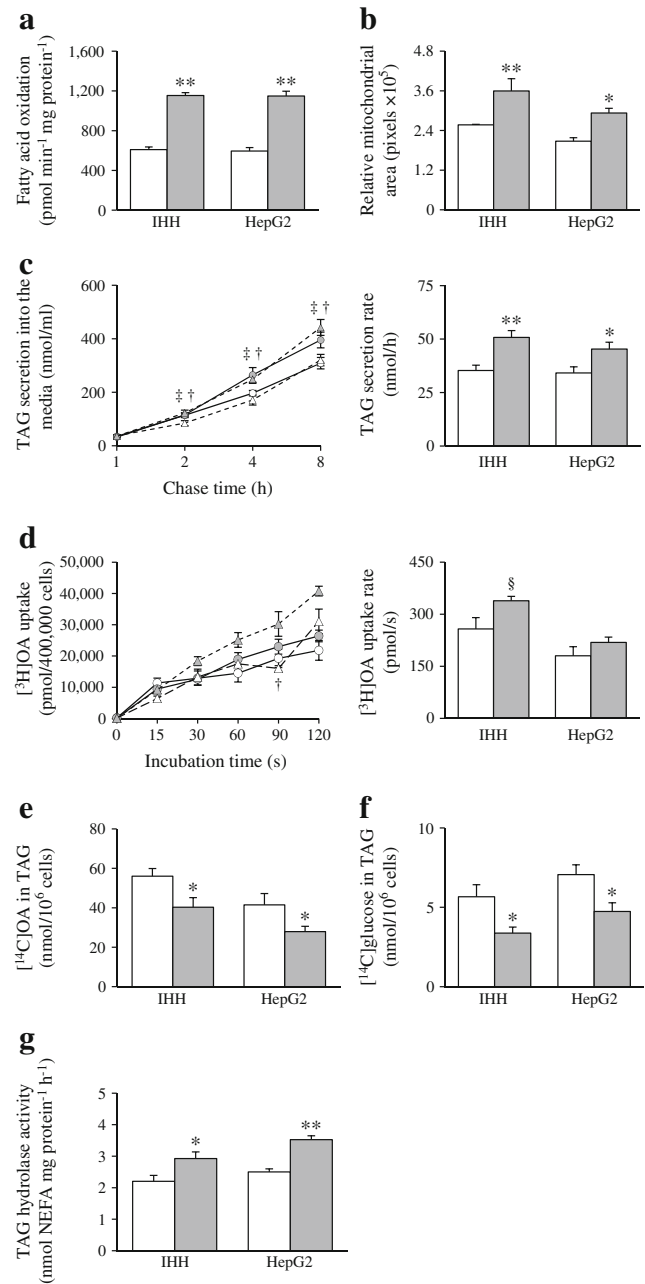 a
Fatty acid oxidation
(pmol min⁻¹ mg protein⁻¹)
1,600
1,200
800
400
0
**
**
IHH
HepG2
b
Relative mitochondrial
area (pixels ×10⁵)
4.8
3.6
2.4
1.2
0
**
*
IHH
HepG2
c
TAG secretion into the
media (nmol/ml)
600
400
200
0
‡ †
‡ †
‡ †
1
2
4
8
Chase time (h)
TAG secretion rate
(nmol/h)
75
50
25
0
**
*
IHH
HepG2
d
[³H]OA uptake
(pmol/400,000 cells)
50,000
40,000
30,000
20,000
10,000
0
†
0
15
30
60
90
120
Incubation time (s)
[³H]OA uptake rate
(pmol/s)
450
300
150
0
§
IHH
HepG2
e
[¹⁴C]OA in TAG
(nmol/10⁶ cells)
80
60
40
20
0
*
*
IHH
HepG2
f
[¹⁴C]glucose in TAG
(nmol/10⁶ cells)
10
5
0
*
*
IHH
HepG2
g
TAG hydrolase activity
(nmol NEFA mg protein⁻¹ h⁻¹)
5
4
3
2
1
0
*
**
IHH
HepG2